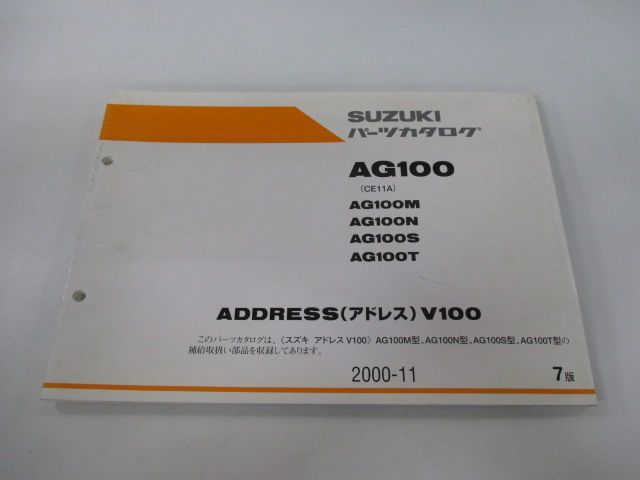 SUZUKI
パーツカタログ
AG100
(CE11A)
AG100M
AG100N
AG100S
AG100T
ADDRESS(アドレス)V100
このパーツカタログは、《スズキ アドレスV100》AG100M型、AG100N型、AG100S型、AG100T型の
補給取扱い部品を収録してあります。
2000-11
7版